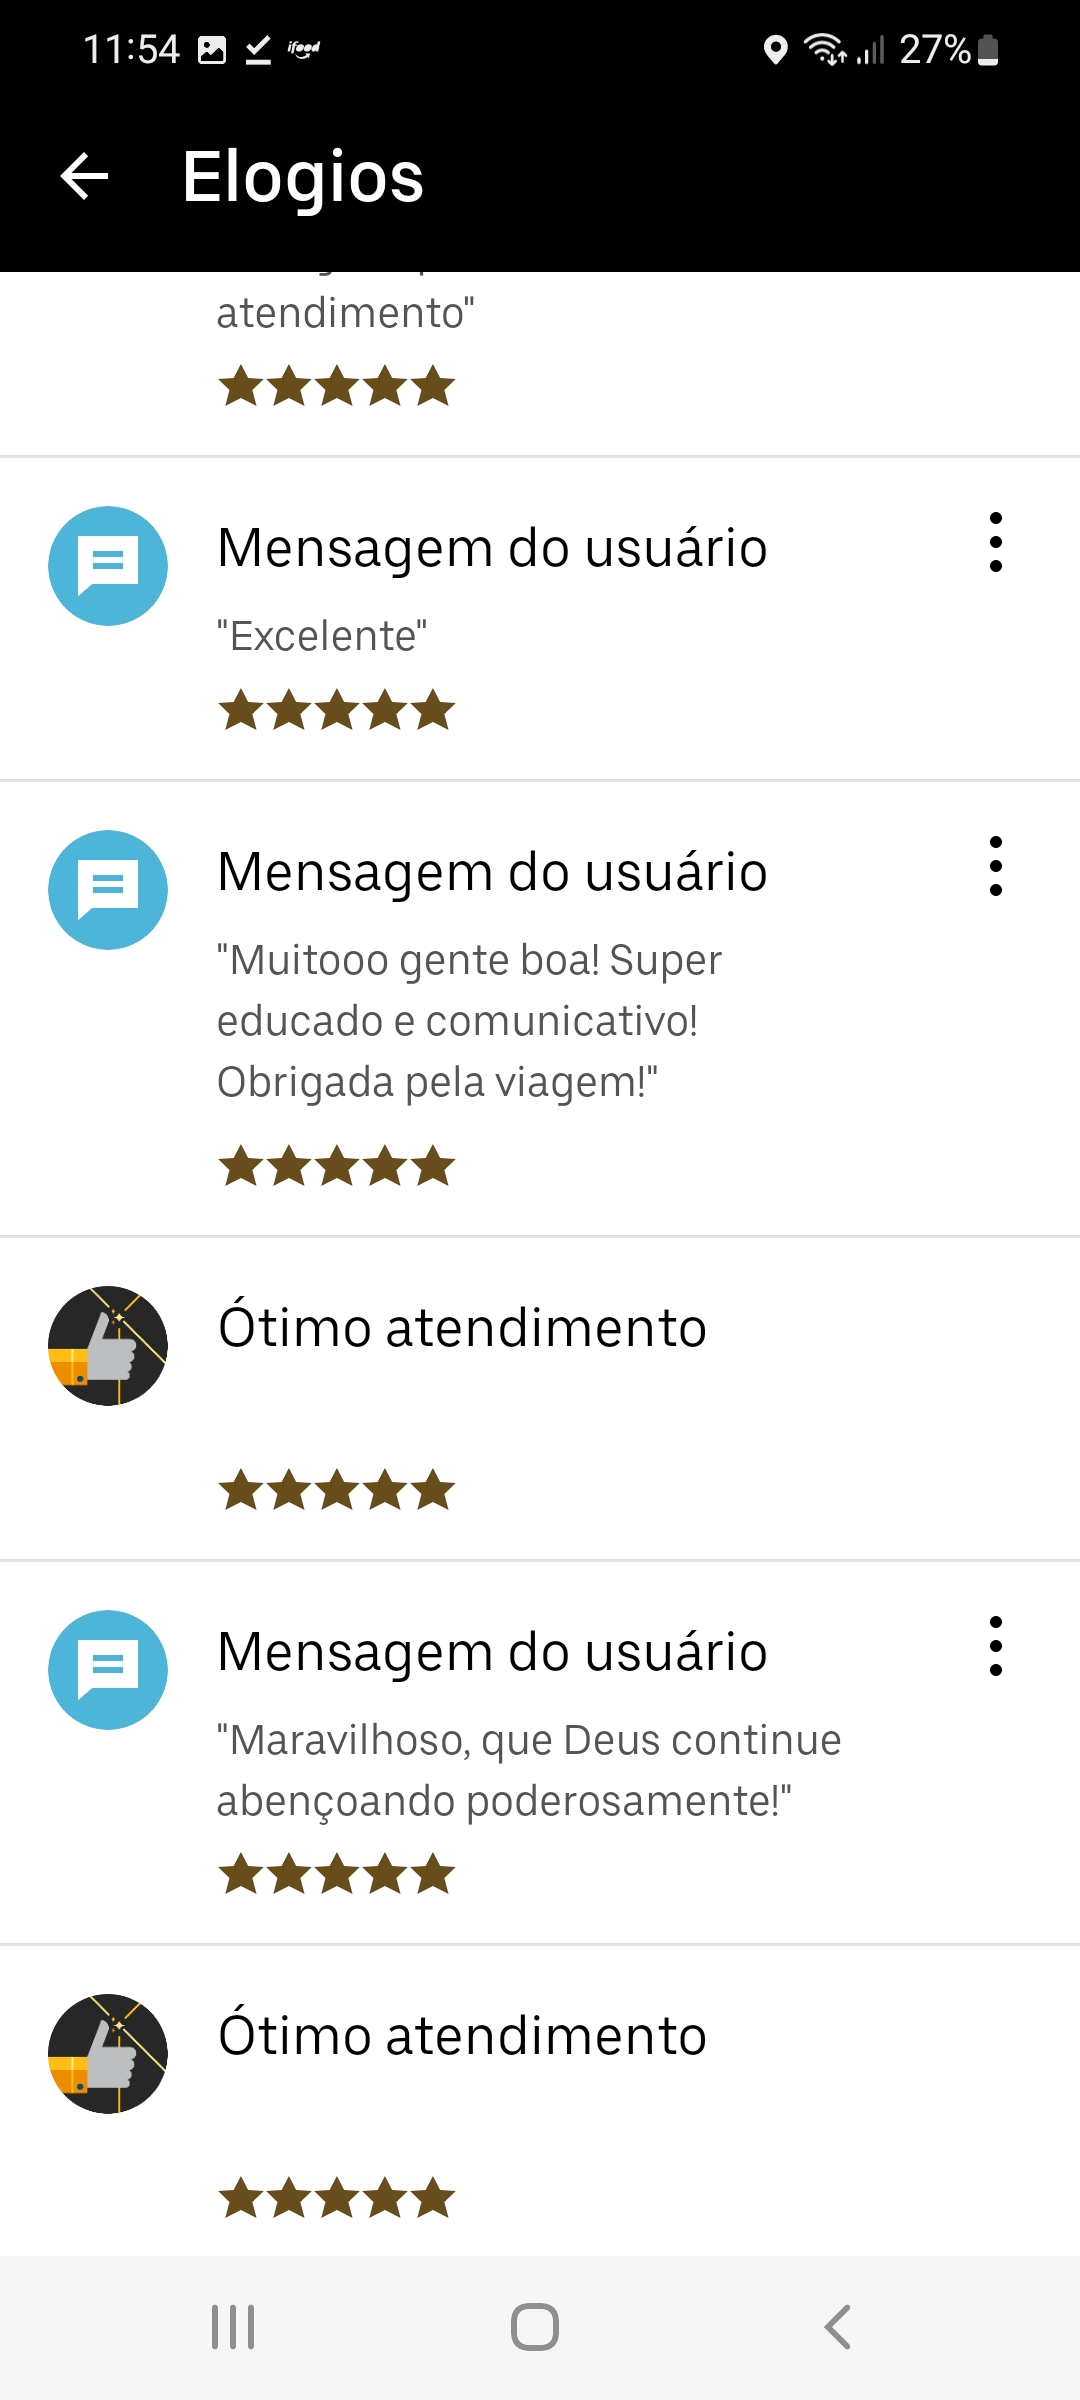 11:54
ifood
27%
Elogios
atendimento"
Mensagem do usuário
"Excelente"
Mensagem do usuário
"Muitooo gente boa! Super
educado e comunicativo!
Obrigada pela viagem!"
Ótimo atendimento
Mensagem do usuário
"Maravilhoso, que Deus continue
abençoando poderosamente!"
Ótimo atendimento